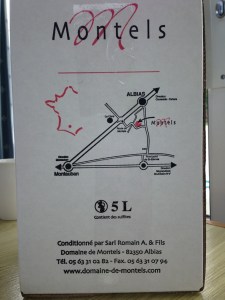 Montels
ALBIAS
Montels
Montauban
5 L
Contient des sulfites
Conditionné par Sarl Romain A. & Fils
Domaine de Montels - 82350 Albias
Tél. 05 63 31 02 82 - Fax. 05 63 31 07 94
www.domaine-de-montels.com